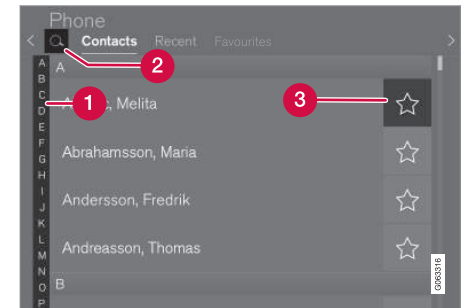 Phone
Contacts Recent Favourites
2
A
A
B
C
D
E
F
G
H
I
J
K
L
M
N
O
P
1
, Melita
3
Abrahamsson, Maria
Andersson, Fredrik
Andreasson, Thomas
B
G063316